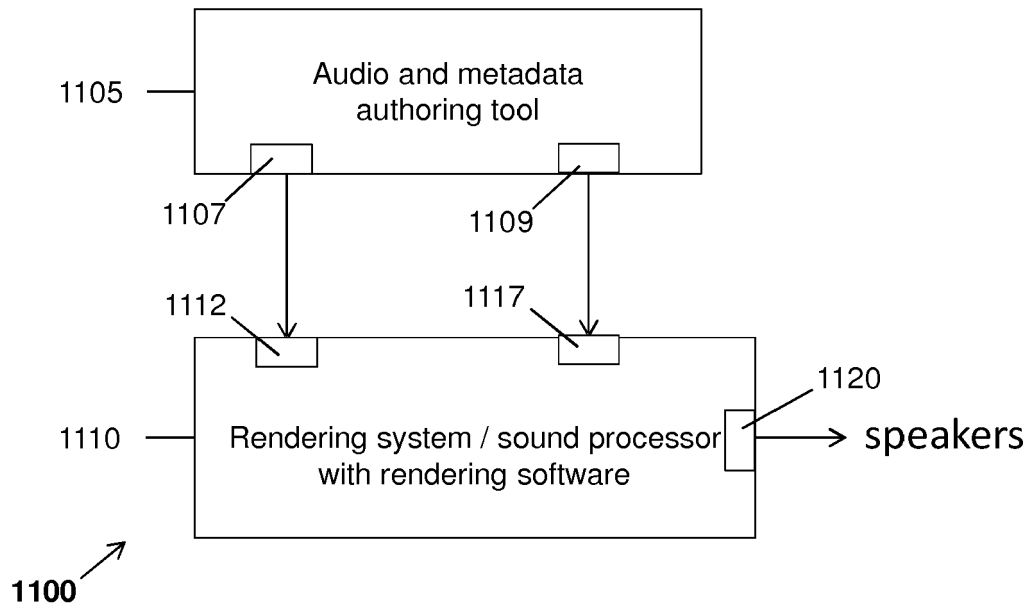 Audio and metadata
authoring tool
1105
1107
1109
1112
1117
1120
1110
Rendering system / sound processor
with rendering software
speakers
1100